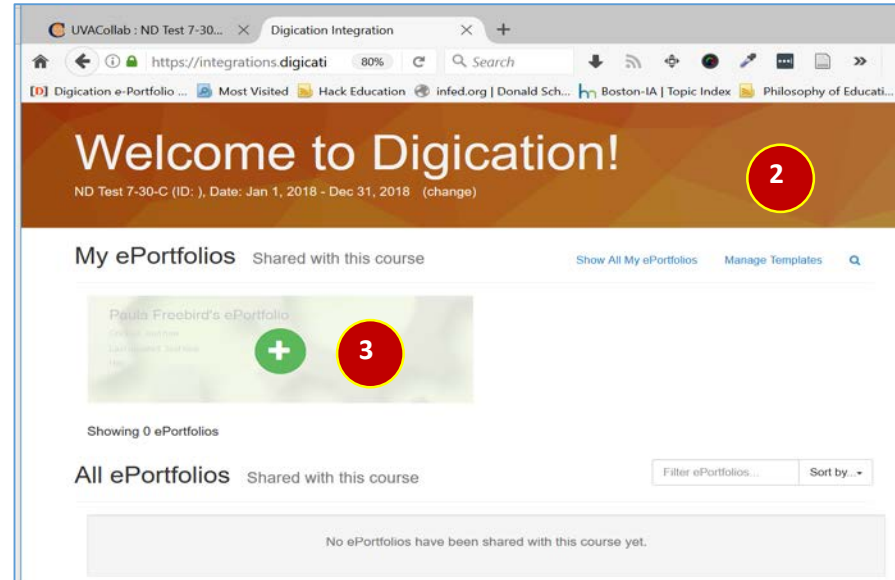 UVACollab : ND Test 7-30... Digication Integration
https://integrations.digicati 80% Search
Digication e-Portfolio ... Most Visited Hack Education infed.org | Donald Sch... Boston-IA | Topic Index Philosophy of Educati...
Welcome to Digication!
ND Test 7-30-C (ID: ), Date: Jan 1, 2018 - Dec 31, 2018 (change)
2
My ePortfolios Shared with this course Show All My ePortfolios Manage Templates
Paula Freebird's ePortfolio
3
Showing 0 ePortfolios
All ePortfolios Shared with this course Filter ePortfolios... Sort by...
No ePortfolios have been shared with this course yet.